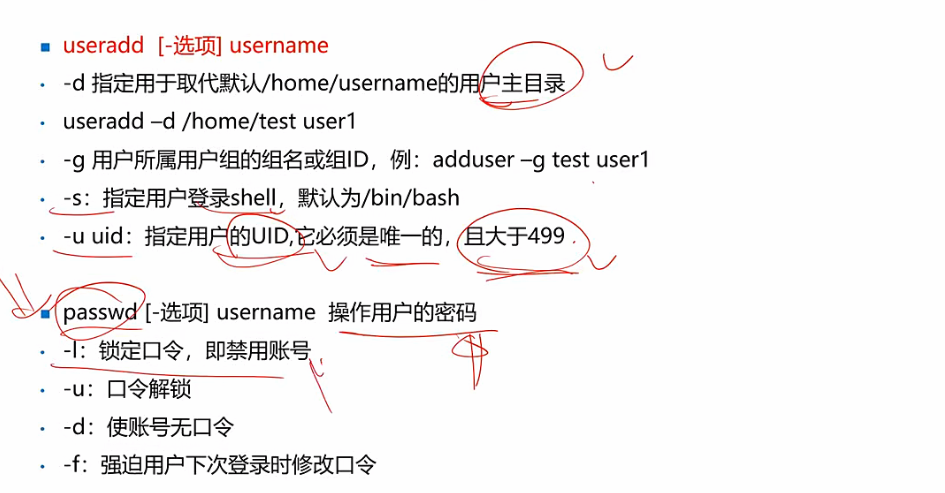 useradd [-选项] username
-d 指定用于取代默认/home/username的用户主目录
useradd –d /home/test user1
-g 用户所属用户组的组名或组ID，例：adduser –g test user1
-s：指定用户登录shell，默认为/bin/bash
-u uid：指定用户的UID,它必须是唯一的，且大于499
passwd [-选项] username 操作用户的密码
-l：锁定口令，即禁用账号
-u：口令解锁
-d：使账号无口令
-f：强迫用户下次登录时修改口令